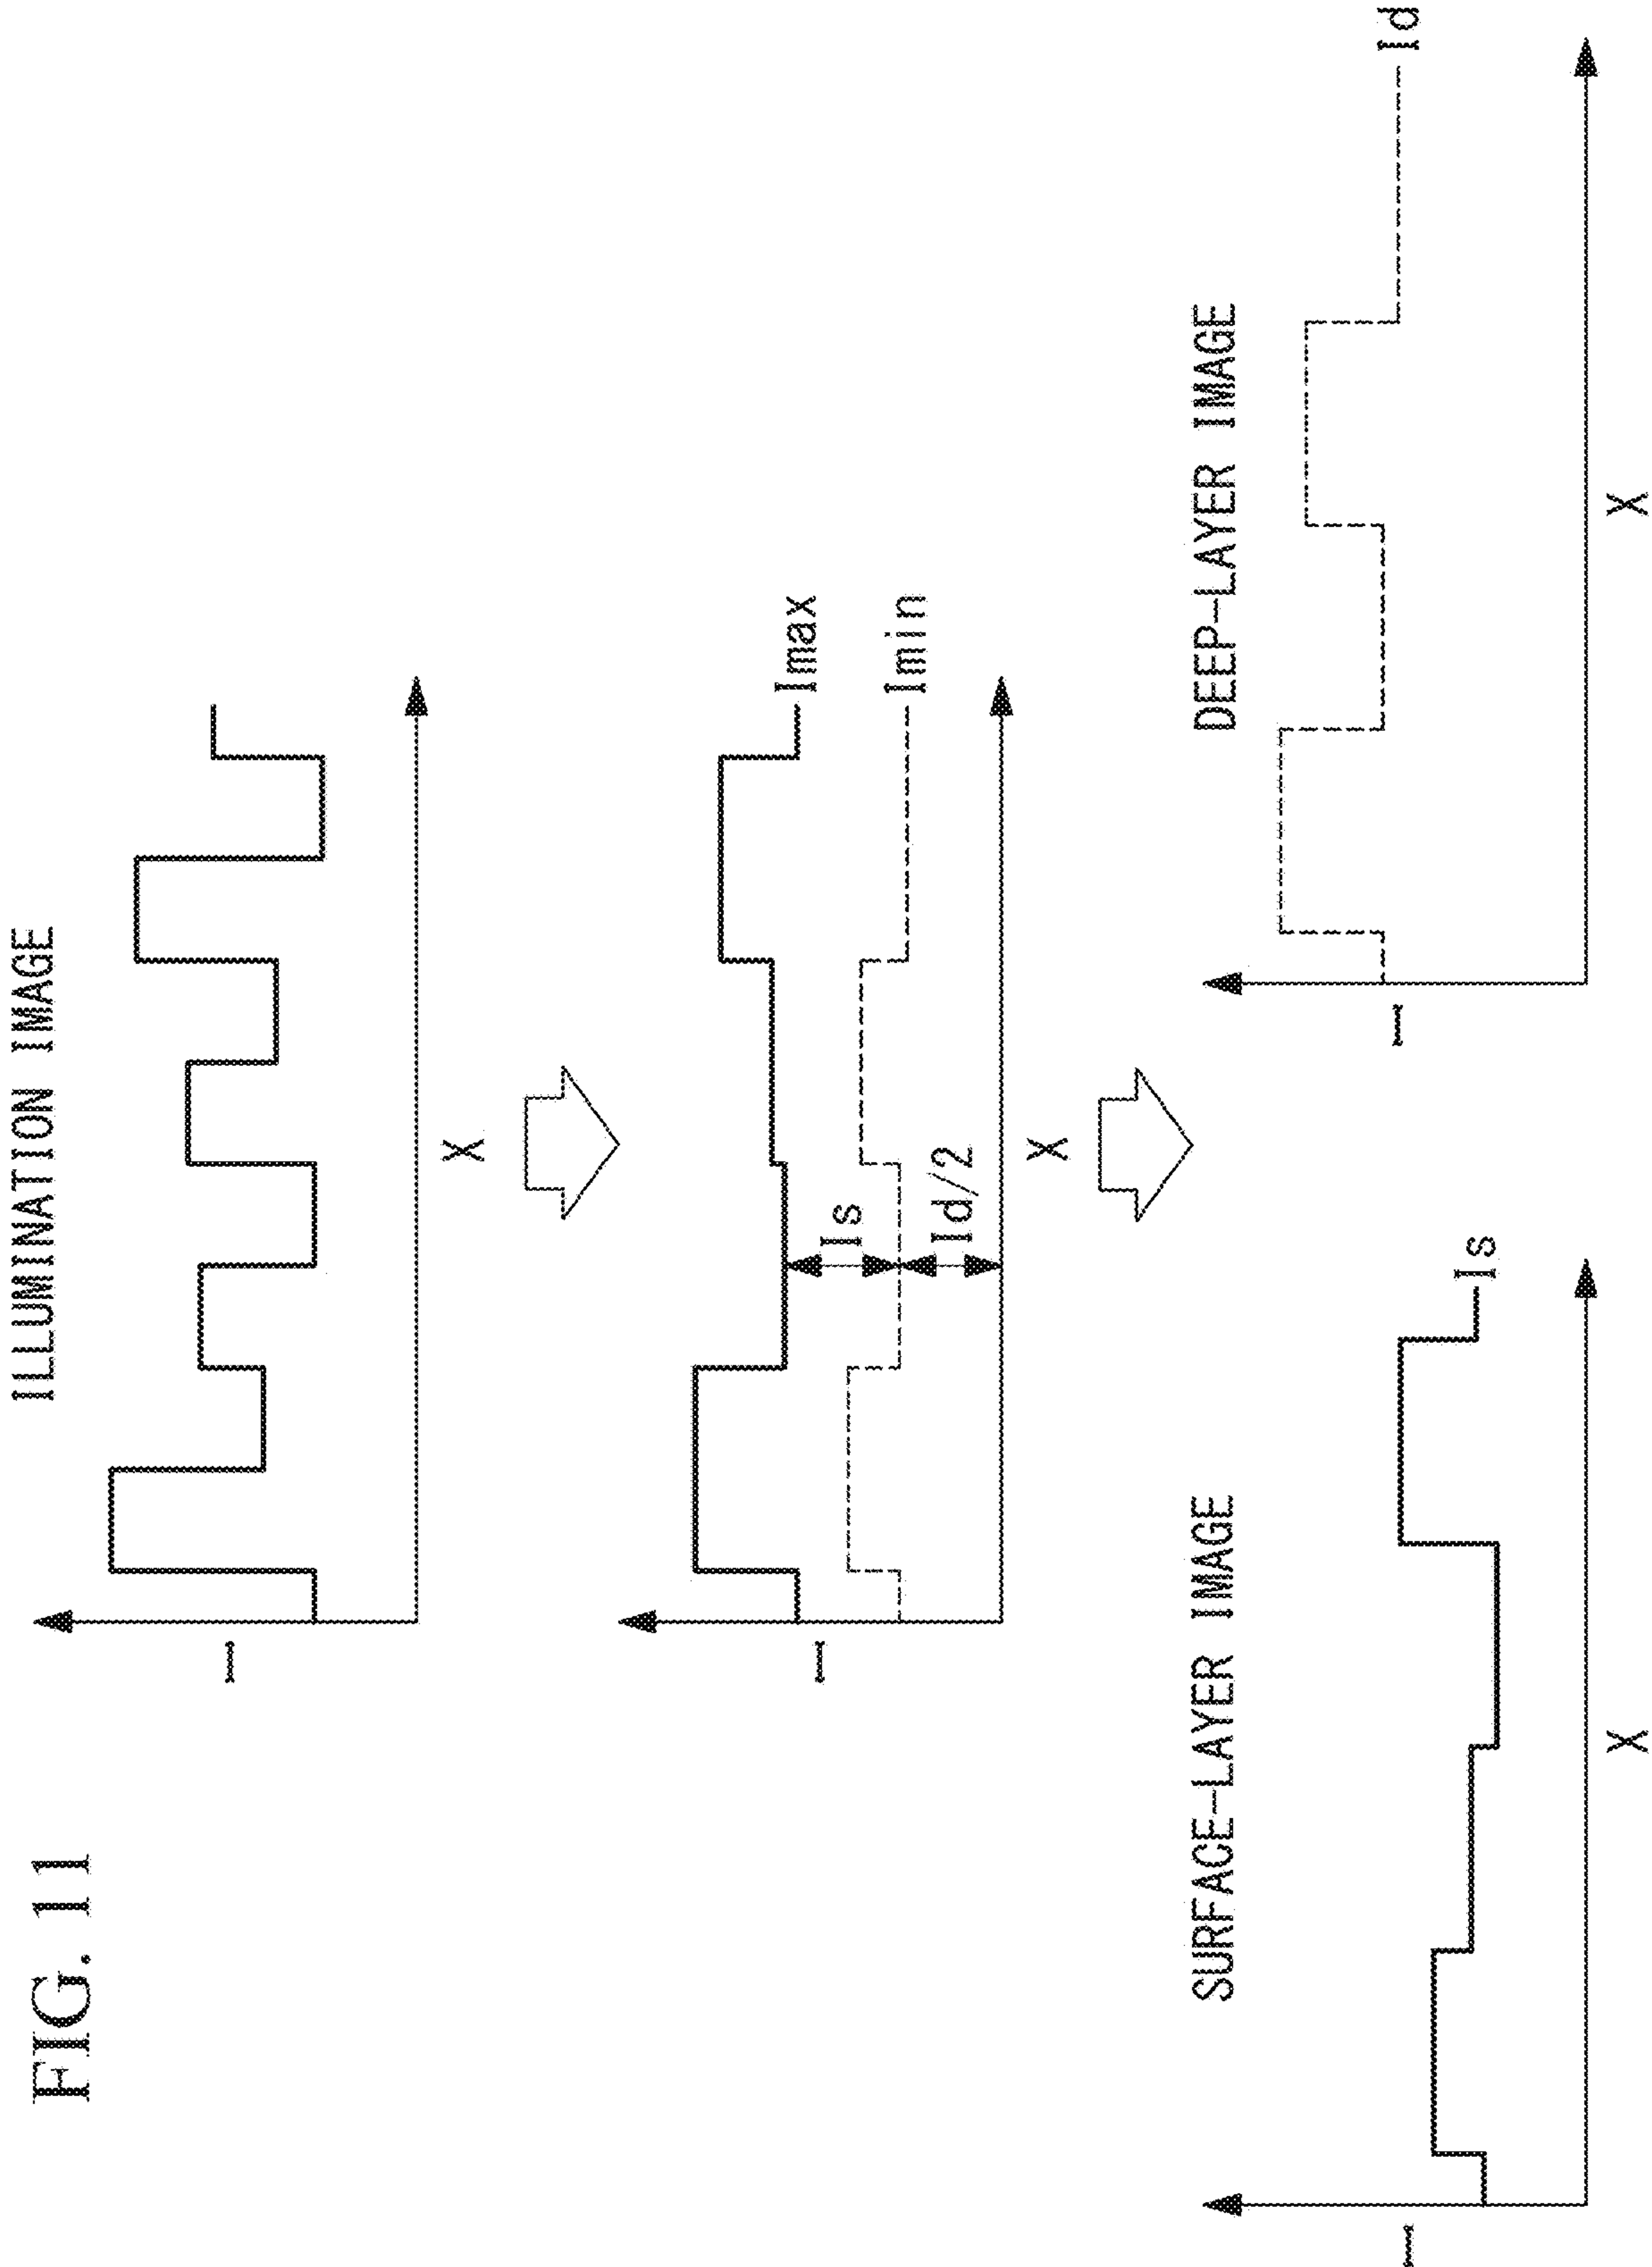 FIG. 11
ILLUMINATION IMAGE
I
X
I
Imax
Imin
Is
Id/2
X
SURFACE-LAYER IMAGE
I
Is
X
DEEP-LAYER IMAGE
I
Id
X